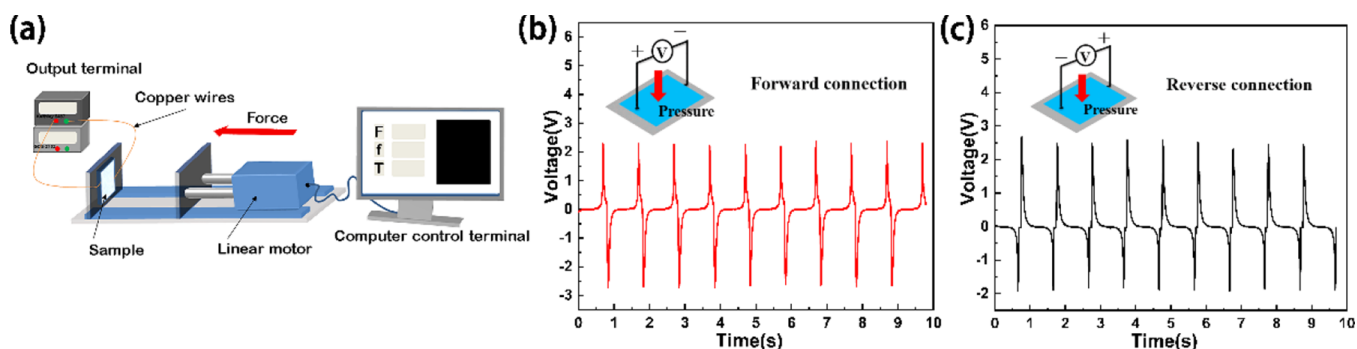 (a)
Output terminal
Copper wires
Force
F
f
T
Sample
Linear motor
Computer control terminal
(b)
Voltage(V)
6
5
4
3
2
1
0
-1
-2
-3
+ V −
Pressure
Forward connection
0 1 2 3 4 5 6 7 8 9 10
Time(s)
(c)
Voltage(V)
6
5
4
3
2
1
0
-1
-2
− V +
Pressure
Reverse connection
0 1 2 3 4 5 6 7 8 9 10
Time(s)